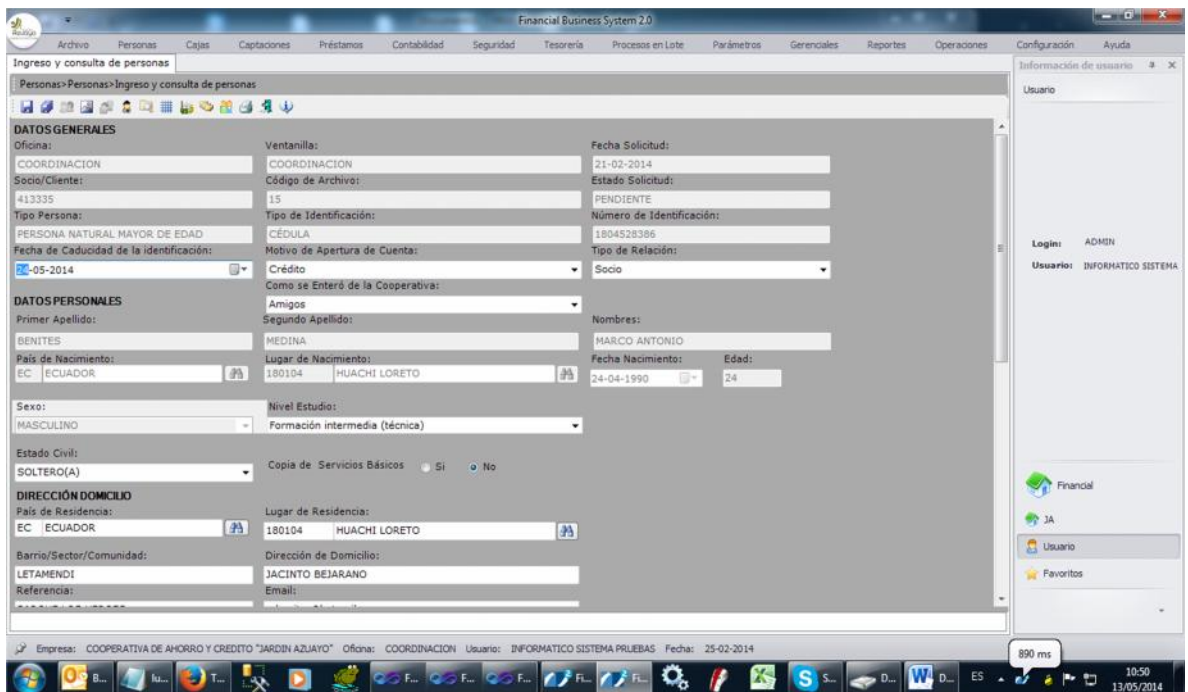 Financial Business System 2.0
Archivo Personas Cajas Captaciones Préstamos Contabilidad Seguridad Tesorería Procesos en Lote Parámetros Gerenciales Reportes Operaciones Configuración Ayuda
Ingreso y consulta de personas
Información de usuario
Personas>Personas>Ingreso y consulta de personas
Usuario
DATOS GENERALES
Oficina: Ventanilla: Fecha Solicitud:
COORDINACION COORDINACION 21-02-2014
Socio/Cliente: Código de Archivo: Estado Solicitud:
413335 15 PENDIENTE
Tipo Persona: Tipo de Identificación: Número de Identificación:
PERSONA NATURAL MAYOR DE EDAD CÉDULA 1804528386
Fecha de Caducidad de la identificación: Motivo de Apertura de Cuenta: Tipo de Relación:
24-05-2014 Crédito Socio
Login: ADMIN
Usuario: INFORMATICO SISTEMA
Como se Enteró de la Cooperativa:
DATOS PERSONALES
Amigos
Primer Apellido: Segundo Apellido: Nombres:
BENITES MEDINA MARCO ANTONIO
País de Nacimiento: Lugar de Nacimiento: Fecha Nacimiento: Edad:
EC ECUADOR 180104 HUACHI LORETO 24-04-1990 24
Sexo: Nivel Estudio:
MASCULINO Formación intermedia (técnica)
Estado Civil: Copia de Servicios Básicos Si No
SOLTERO(A)
DIRECCIÓN DOMICILIO
País de Residencia: Lugar de Residencia:
EC ECUADOR 180104 HUACHI LORETO
Barrio/Sector/Comunidad: Dirección de Domicilio:
LETAMENDI JACINTO BEJARANO
Referencia: Email:
Financial
JA
Usuario
Favoritos
Empresa: COOPERATIVA DE AHORRO Y CREDITO "JARDIN AZUAYO" Oficina: COORDINACION Usuario: INFORMATICO SISTEMA PRUEBAS Fecha: 25-02-2014
890 ms
B... lu... T... F... F... F... Fi... Fi... S... D... D... ES
10:50
13/05/2014